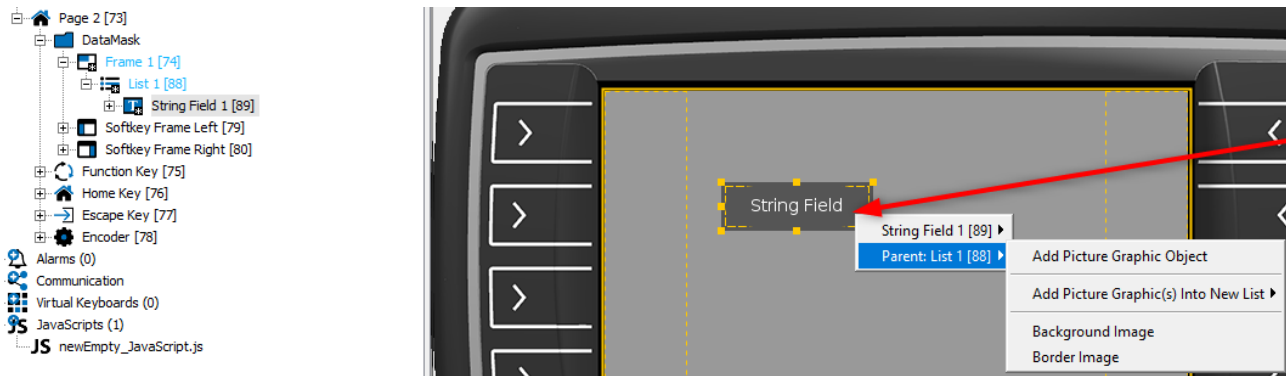 Page 2 [73]
DataMask
Frame 1 [74]
List 1 [88]
String Field 1 [89]
Softkey Frame Left [79]
Softkey Frame Right [80]
Function Key [75]
Home Key [76]
Escape Key [77]
Encoder [78]
Alarms (0)
Communication
Virtual Keyboards (0)
JavaScripts (1)
JS newEmpty_JavaScript.js
String Field
String Field 1 [89]
Parent: List 1 [88]
Add Picture Graphic Object
Add Picture Graphic(s) Into New List
Background Image
Border Image